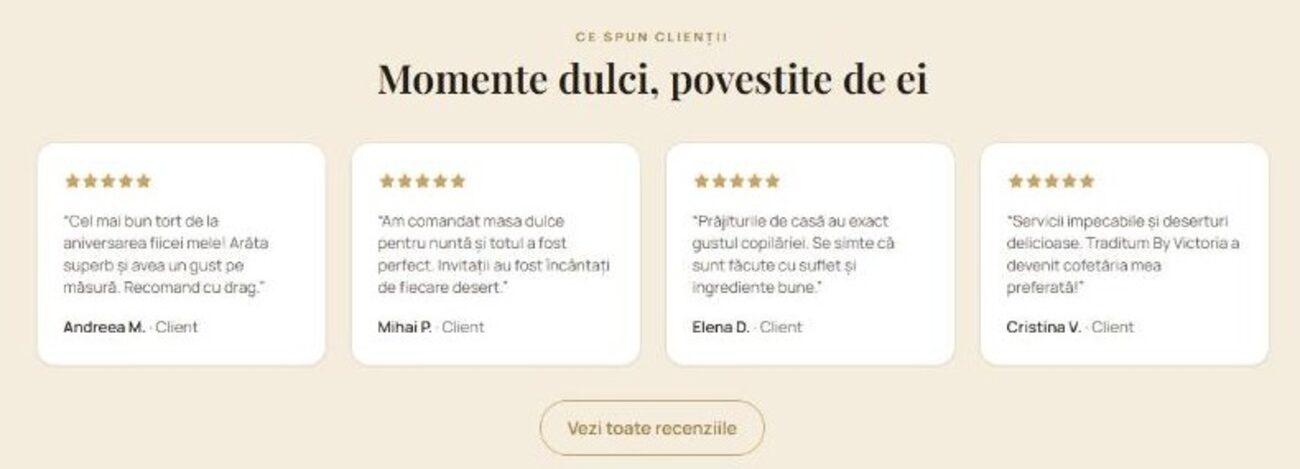 CE SPUN CLIENȚII
Momente dulci, povestite de ei
“Cel mai bun tort de la
aniversarea fiicei mele! Arăta
superb și avea un gust pe
măsură. Recomand cu drag.”
Andreea M. · Client
“Am comandat masa dulce
pentru nuntă și totul a fost
perfect. Invitații au fost încântați
de fiecare desert.”
Mihai P. · Client
“Prăjiturile de casă au exact
gustul copilăriei. Se simte că
sunt făcute cu suflet și
ingrediente bune.”
Elena D. · Client
“Servicii impecabile și deserturi
delicioase. Traditum By Victoria a
devenit cofetăria mea
preferată!”
Cristina V. · Client
Vezi toate recenziile